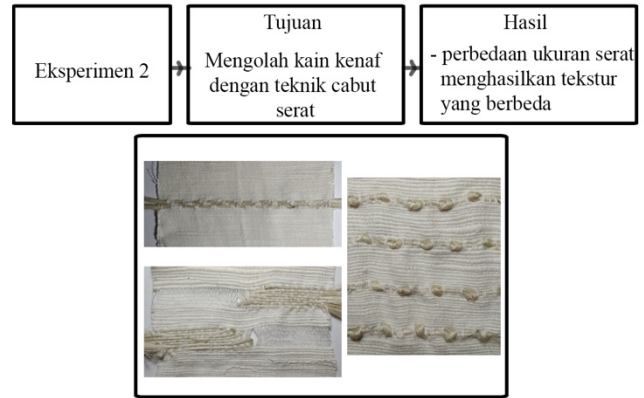 Eksperimen 2
Tujuan
Mengolah kain kenaf
dengan teknik cabut
serat
Hasil
- perbedaan ukuran serat
menghasilkan tekstur
yang berbeda